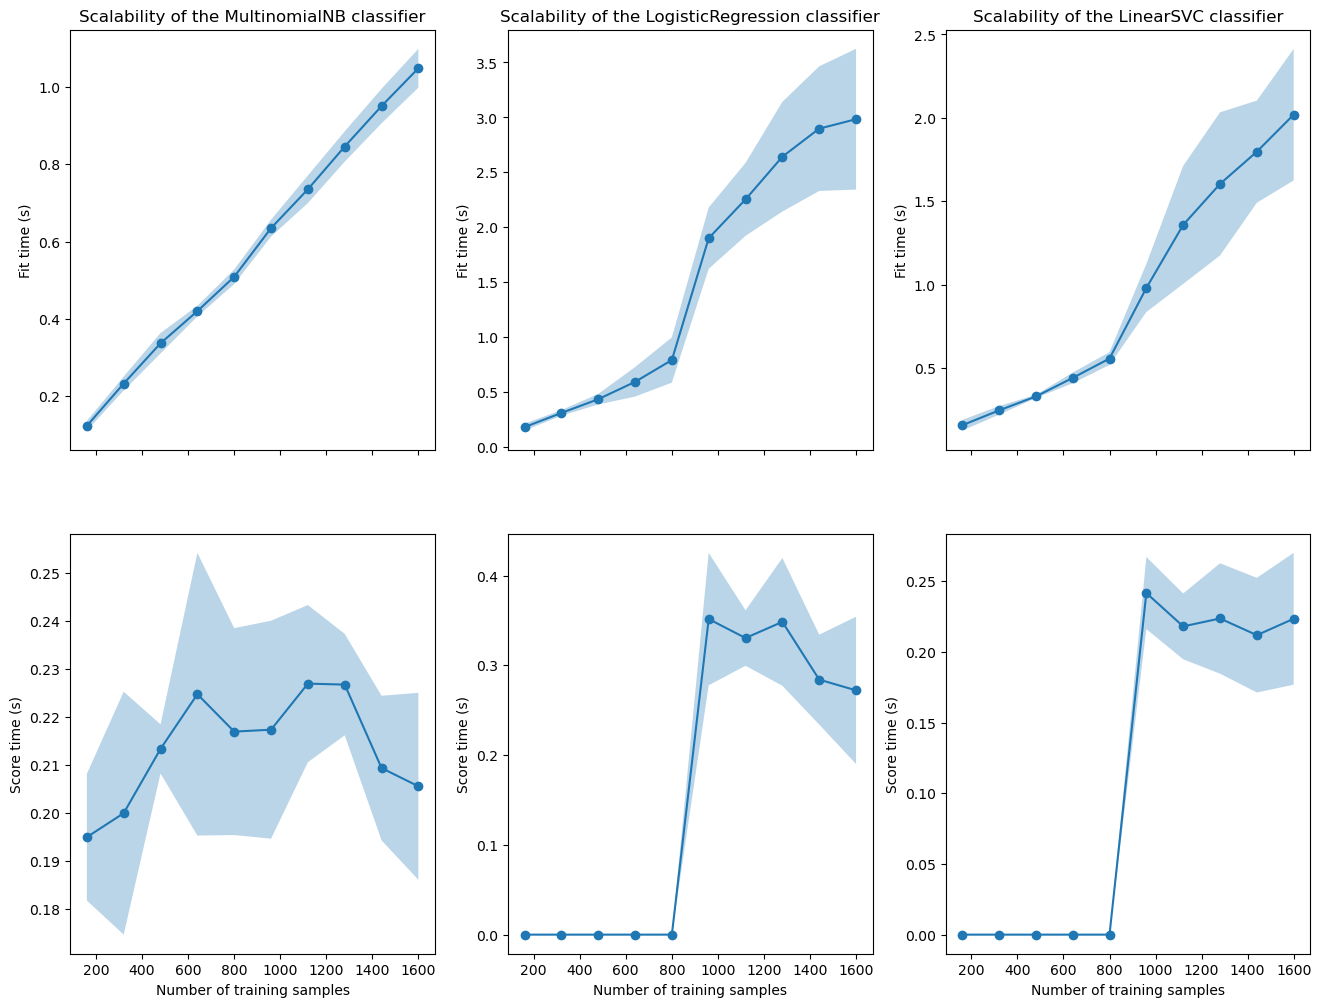 Scalability of the MultinomialNB classifier
Fit time (s)
1.0
0.8
0.6
0.4
0.2
200 400 600 800 1000 1200 1400 1600
Scalability of the LogisticRegression classifier
Fit time (s)
3.5
3.0
2.5
2.0
1.5
1.0
0.5
0.0
Scalability of the LinearSVC classifier
Fit time (s)
2.5
2.0
1.5
1.0
0.5
Score time (s)
0.25
0.24
0.23
0.22
0.21
0.20
0.19
0.18
Number of training samples
Score time (s)
0.4
0.3
0.2
0.1
0.0
200 400 600 800 1000 1200 1400 1600
Number of training samples
Score time (s)
0.25
0.20
0.15
0.10
0.05
0.00
200 400 600 800 1000 1200 1400 1600
Number of training samples